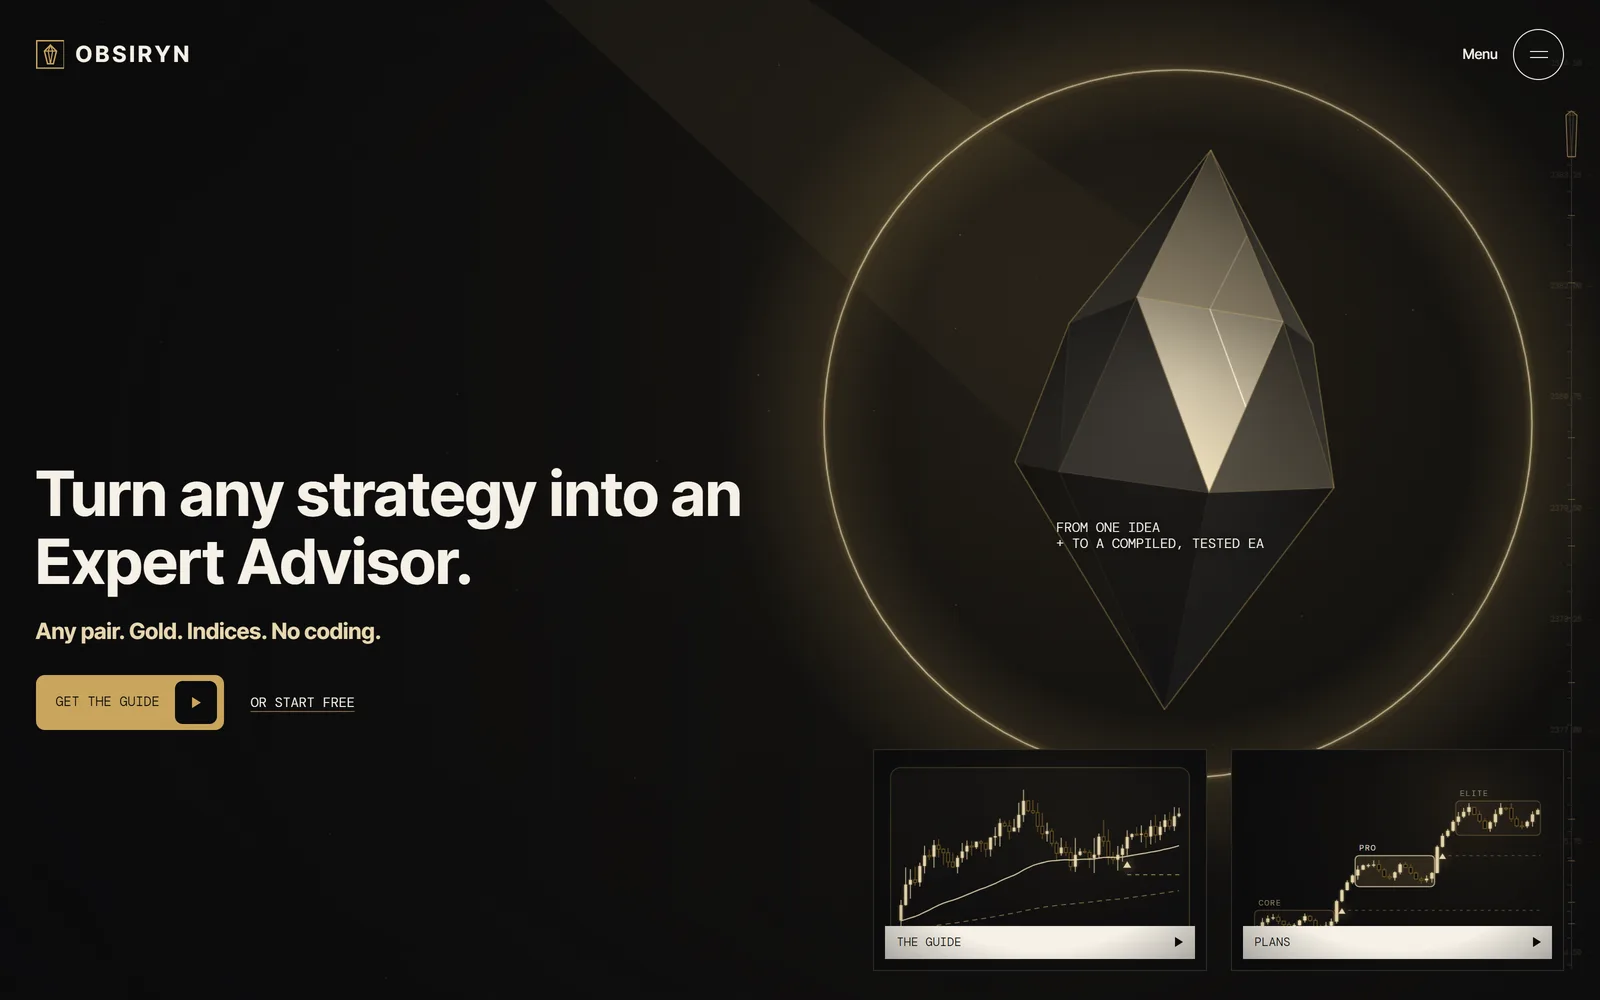 OBSIRYN
Menu
Turn any strategy into an
Expert Advisor.
Any pair. Gold. Indices. No coding.
GET THE GUIDE
OR START FREE
FROM ONE IDEA
+ TO A COMPILED, TESTED EA
THE GUIDE
ELITE
PRO
CORE
PLANS